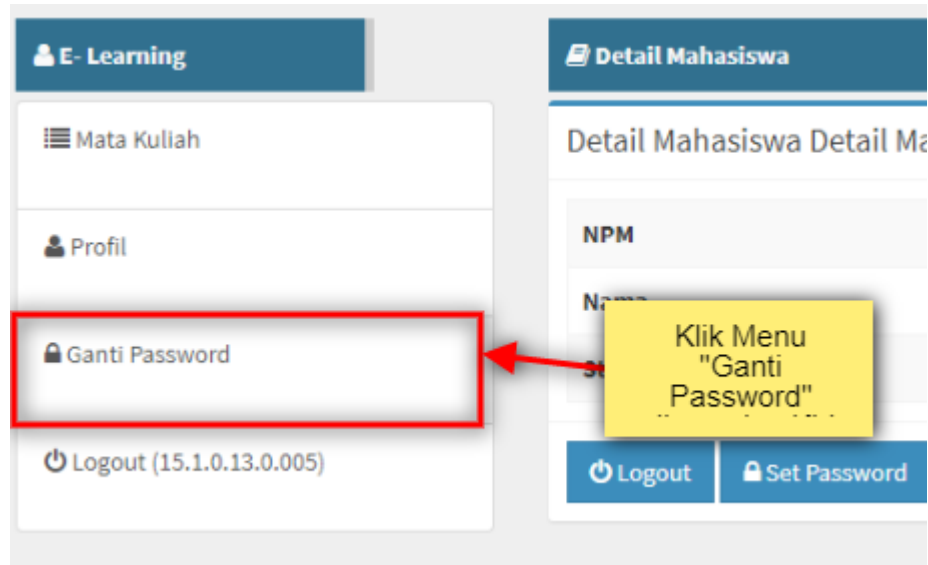 E- Learning
Mata Kuliah
Profil
Ganti Password
Logout (15.1.0.13.0.005)
Detail Mahasiswa
Detail Mahasiswa Detail
NPM
Klik Menu
"Ganti
Password"
Logout
Set Password